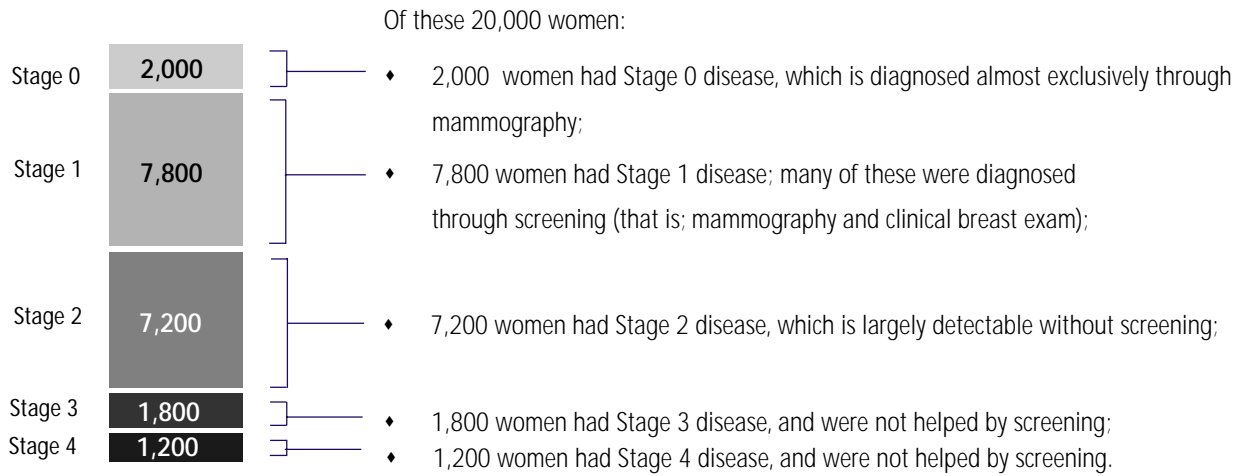 Of these 20,000 women:
Stage 0
2,000
♦ 2,000 women had Stage 0 disease, which is diagnosed almost exclusively through
mammography;
Stage 1
7,800
♦ 7,800 women had Stage 1 disease; many of these were diagnosed
through screening (that is; mammography and clinical breast exam);
Stage 2
7,200
♦ 7,200 women had Stage 2 disease, which is largely detectable without screening;
Stage 3
1,800
♦ 1,800 women had Stage 3 disease, and were not helped by screening;
Stage 4
1,200
♦ 1,200 women had Stage 4 disease, and were not helped by screening.